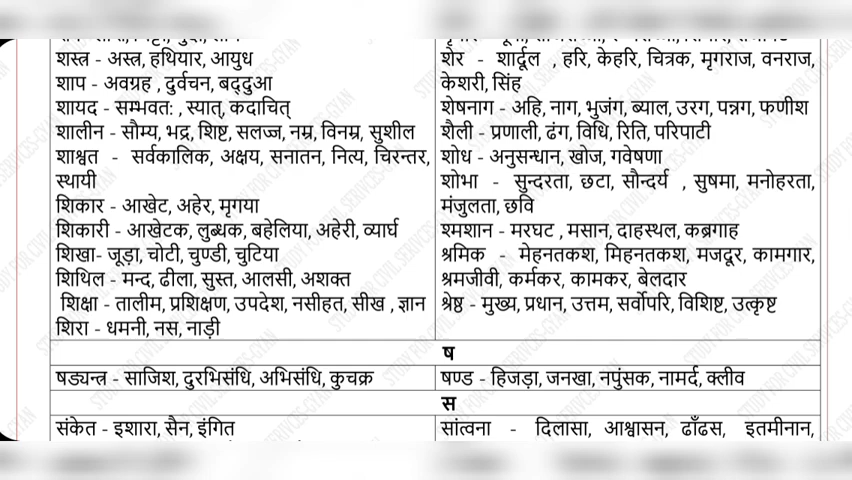 शस्त्र - अस्त्र, हथियार, आयुध
शाप - अवग्रह , दुर्वचन, बद्दुआ
शायद - सम्भवत: , स्यात्, कदाचित्
शालीन - सौम्य, भद्र, शिष्ट, सलज्ज, नम्र, विनम्र, सुशील
शाश्वत - सर्वकालिक, अक्षय, सनातन, नित्य, चिरन्तर,
स्थायी
शिकार - आखेट, अहेर, मृगया
शिकारी - आखेटक, लुब्धक, बहेलिया, अहेरी, व्यार्घ
शिखा- जूड़ा, चोटी, चुण्डी, चुटिया
शिथिल - मन्द, ढीला, सुस्त, आलसी, अशक्त
शिक्षा - तालीम, प्रशिक्षण, उपदेश, नसीहत, सीख , ज्ञान
शिरा - धमनी, नस, नाड़ी
शेर - शार्दूल , हरि, केहरि, चित्रक, मृगराज, वनराज,
केशरी, सिंह
शेषनाग - अहि, नाग, भुजंग, ब्याल, उरग, पन्नग, फणीश
शैली - प्रणाली, ढंग, विधि, रिति, परिपाटी
शोध - अनुसन्धान, खोज, गवेषणा
शोभा - सुन्दरता, छटा, सौन्दर्य , सुषमा, मनोहरता,
मंजुलता, छवि
श्मशान - मरघट , मसान, दाहस्थल, कब्रगाह
श्रमिक - मेहनतकश, मिहनतकश, मजदूर, कामगार,
श्रमजीवी, कर्मकर, कामकर, बेलदार
श्रेष्ठ - मुख्य, प्रधान, उत्तम, सर्वोपरि, विशिष्ट, उत्कृष्ट
ष
षड्यन्त्र - साजिश, दुरभिसंधि, अभिसंधि, कुचक्र
षण्ड - हिजड़ा, जनखा, नपुंसक, नामर्द, क्लीव
स
संकेत - इशारा, सैन, इंगित
सांत्वना - दिलासा, आश्वासन, ढाँढस, इतमीनान,